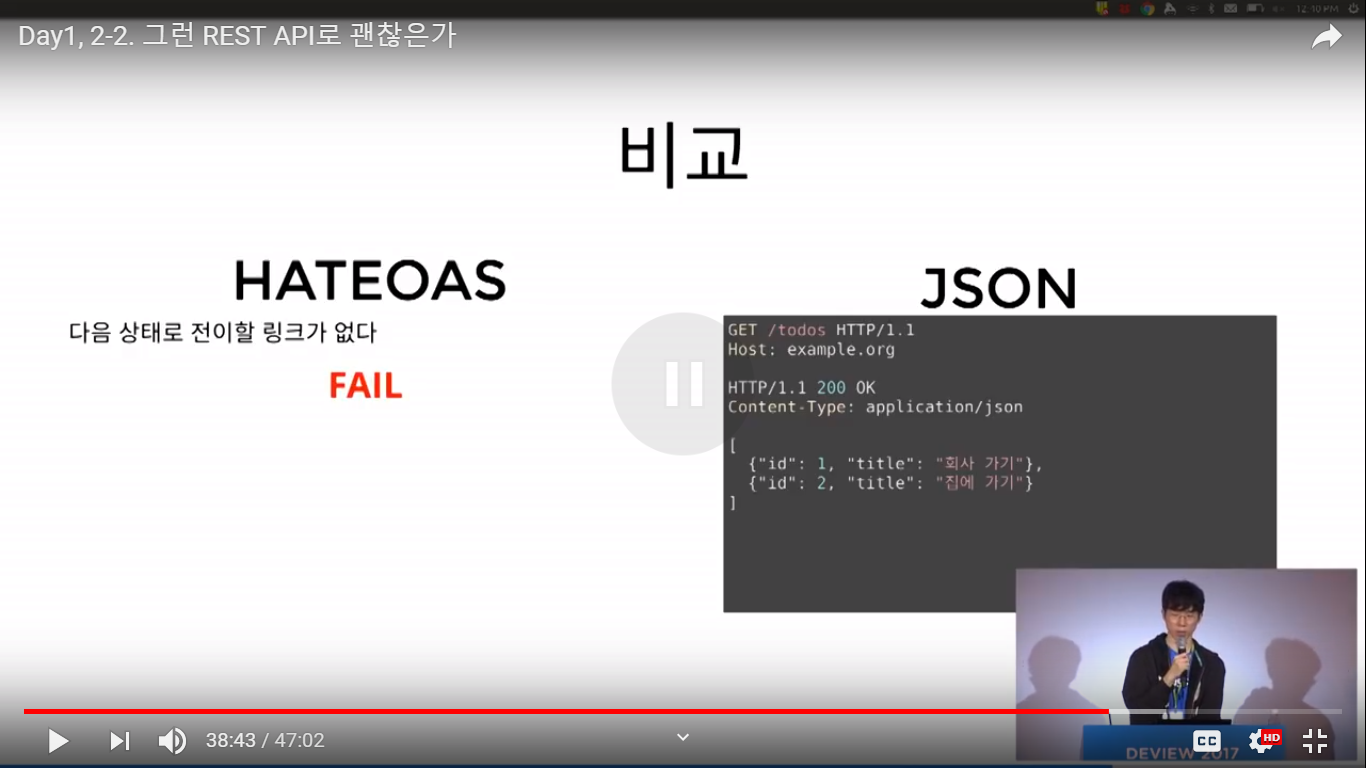 12:10 PM
Day1, 2-2. 그런 REST API로 괜찮은가
비교
HATEOAS
다음 상태로 전이할 링크가 없다
FAIL
JSON
GET /todos HTTP/1.1
Host: example.org
HTTP/1.1 200 OK
Content-Type: application/json
[
{"id": 1, "title": "회사 가기"},
{"id": 2, "title": "집에 가기"}
]
DEVIEW 2017
38:43 / 47:02
CC
HD